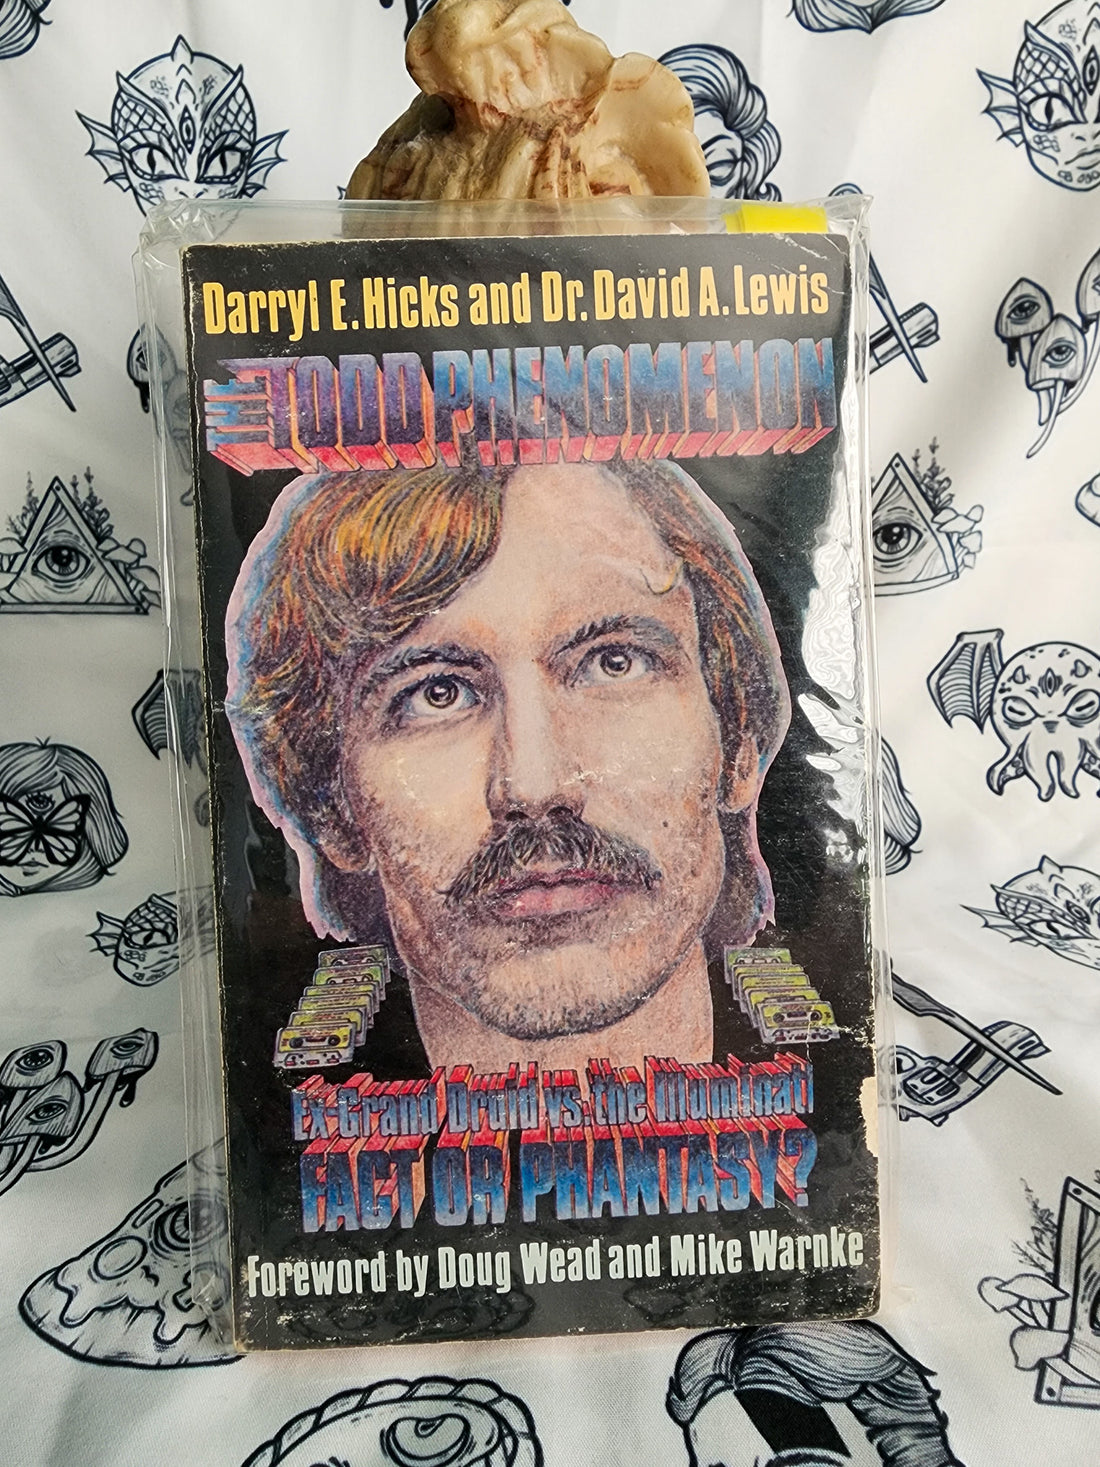 Darryl E. Hicks and Dr. David A. Lewis
THE TODD PHENOMENON
Ex-Grand Druid vs. the Illuminati
FACT OR PHANTASY?
Foreword by Doug Wead and Mike Warnke